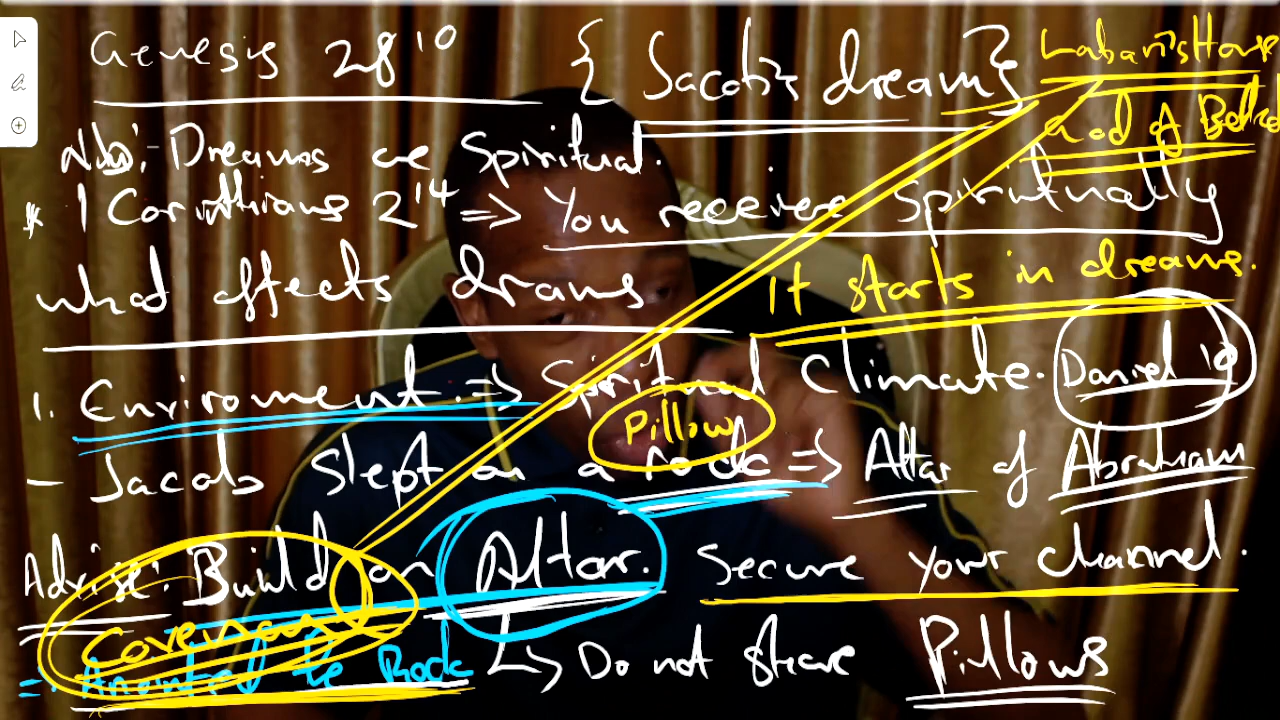 Genesis 28¹⁰ {Jacob's dream} Laban's House
God of Bethel
Nb:- Dreams are Spiritual.
* 1 Corinthians 2¹⁴ => You receive spiritually
what affects drams It starts in dreams.
1. Enviroment. => Spiritual Climate. Daniel 10
Pillow
- Jacob slept on a rock => Altar of Abraham
Advise: Build an Altar. Secure your channel.
Covenant
=> Anointed the Rock ↳ Do not share Pillows